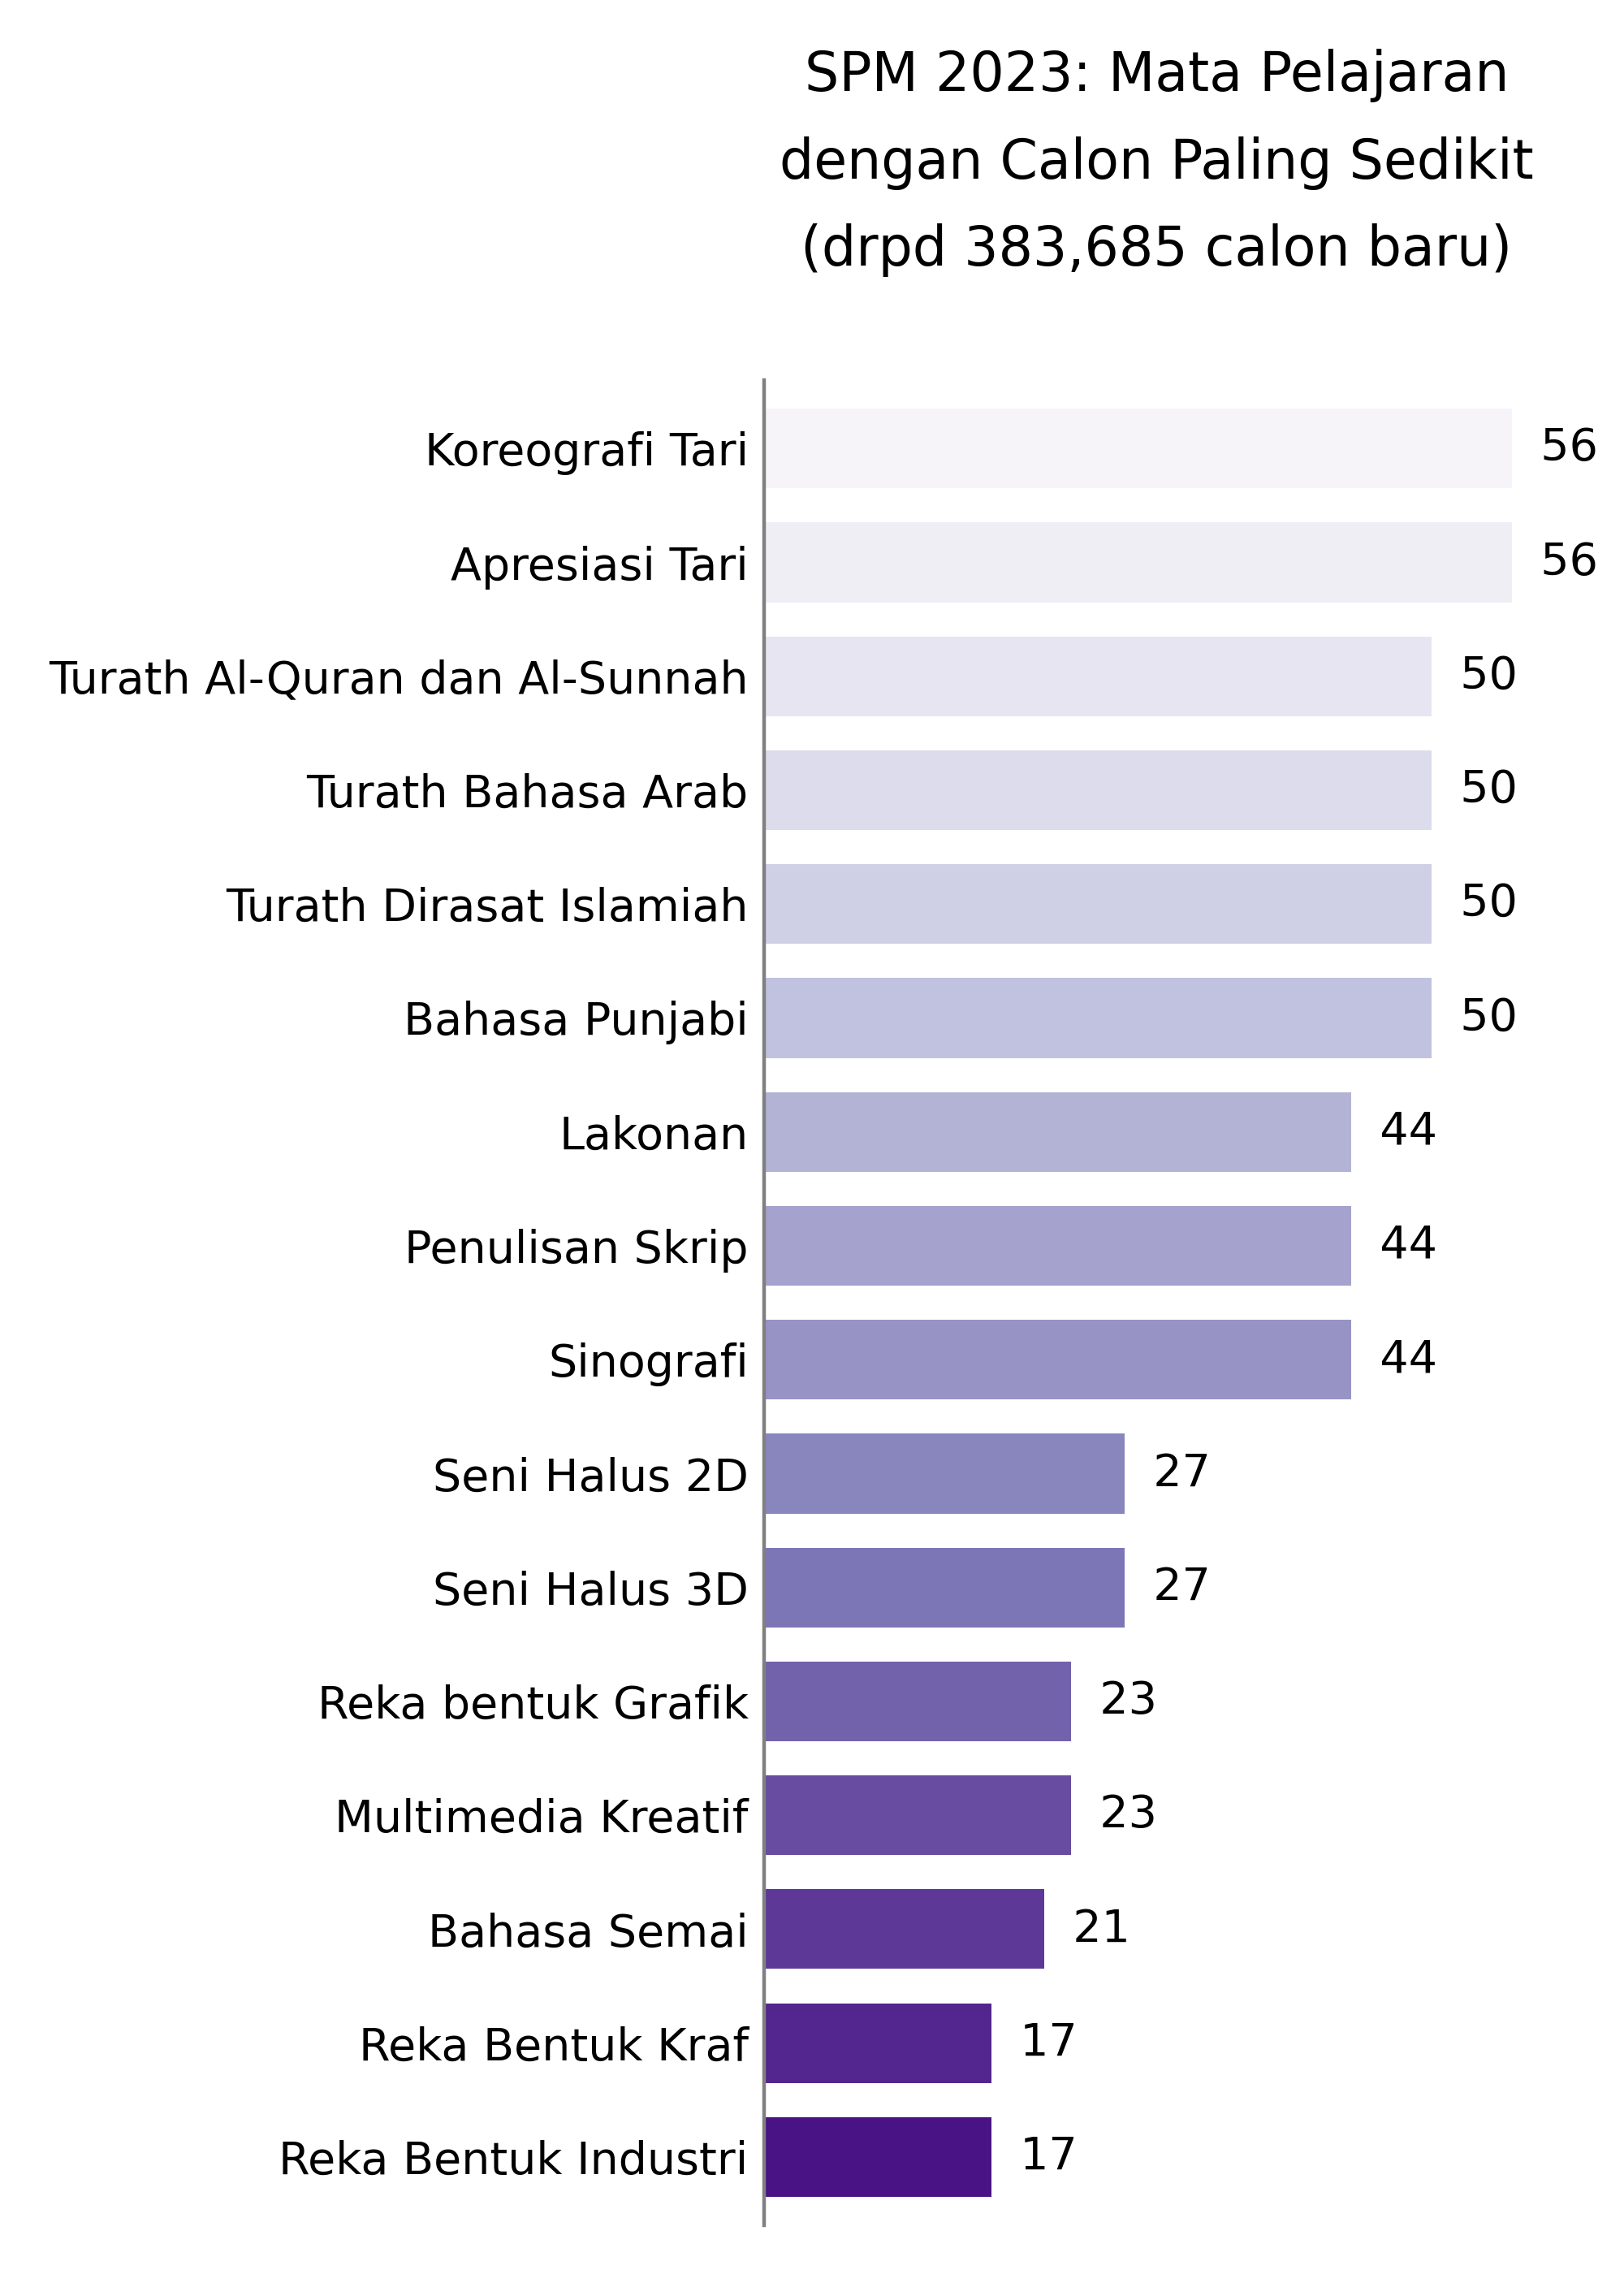 SPM 2023: Mata Pelajaran
dengan Calon Paling Sedikit
(drpd 383,685 calon baru)
Koreografi Tari 56
Apresiasi Tari 56
Turath Al-Quran dan Al-Sunnah 50
Turath Bahasa Arab 50
Turath Dirasat Islamiah 50
Bahasa Punjabi 50
Lakonan 44
Penulisan Skrip 44
Sinografi 44
Seni Halus 2D 27
Seni Halus 3D 27
Reka bentuk Grafik 23
Multimedia Kreatif 23
Bahasa Semai 21
Reka Bentuk Kraf 17
Reka Bentuk Industri 17